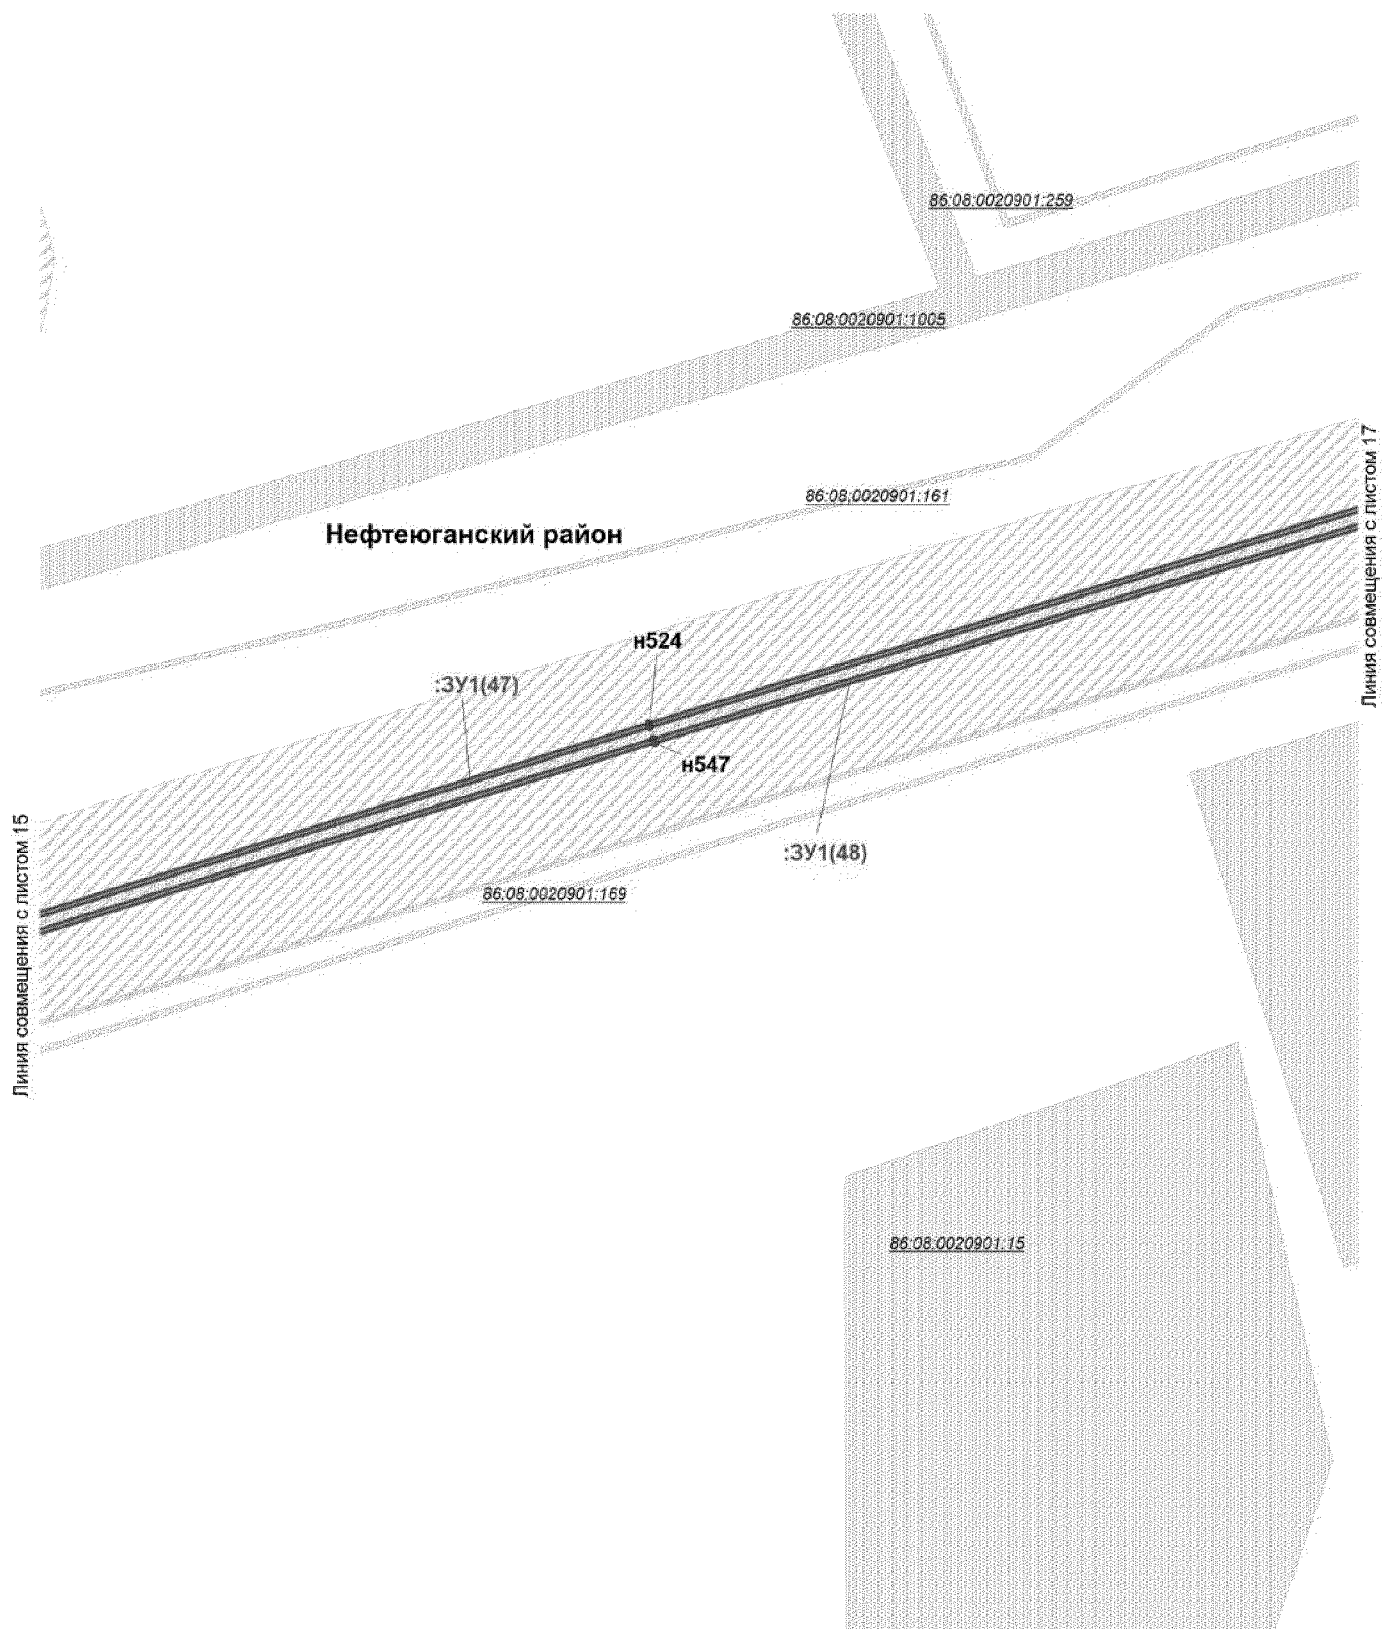 86:08:0020901:259
86:08:0020901:1005
86:08:0020901:161
Нефтеюганский район
н524
:ЗУ1(47)
н547
:ЗУ1(48)
86:08:0020901:169
86:08:0020901:15
Линия совмещения с листом 15
Линия совмещения с листом 17